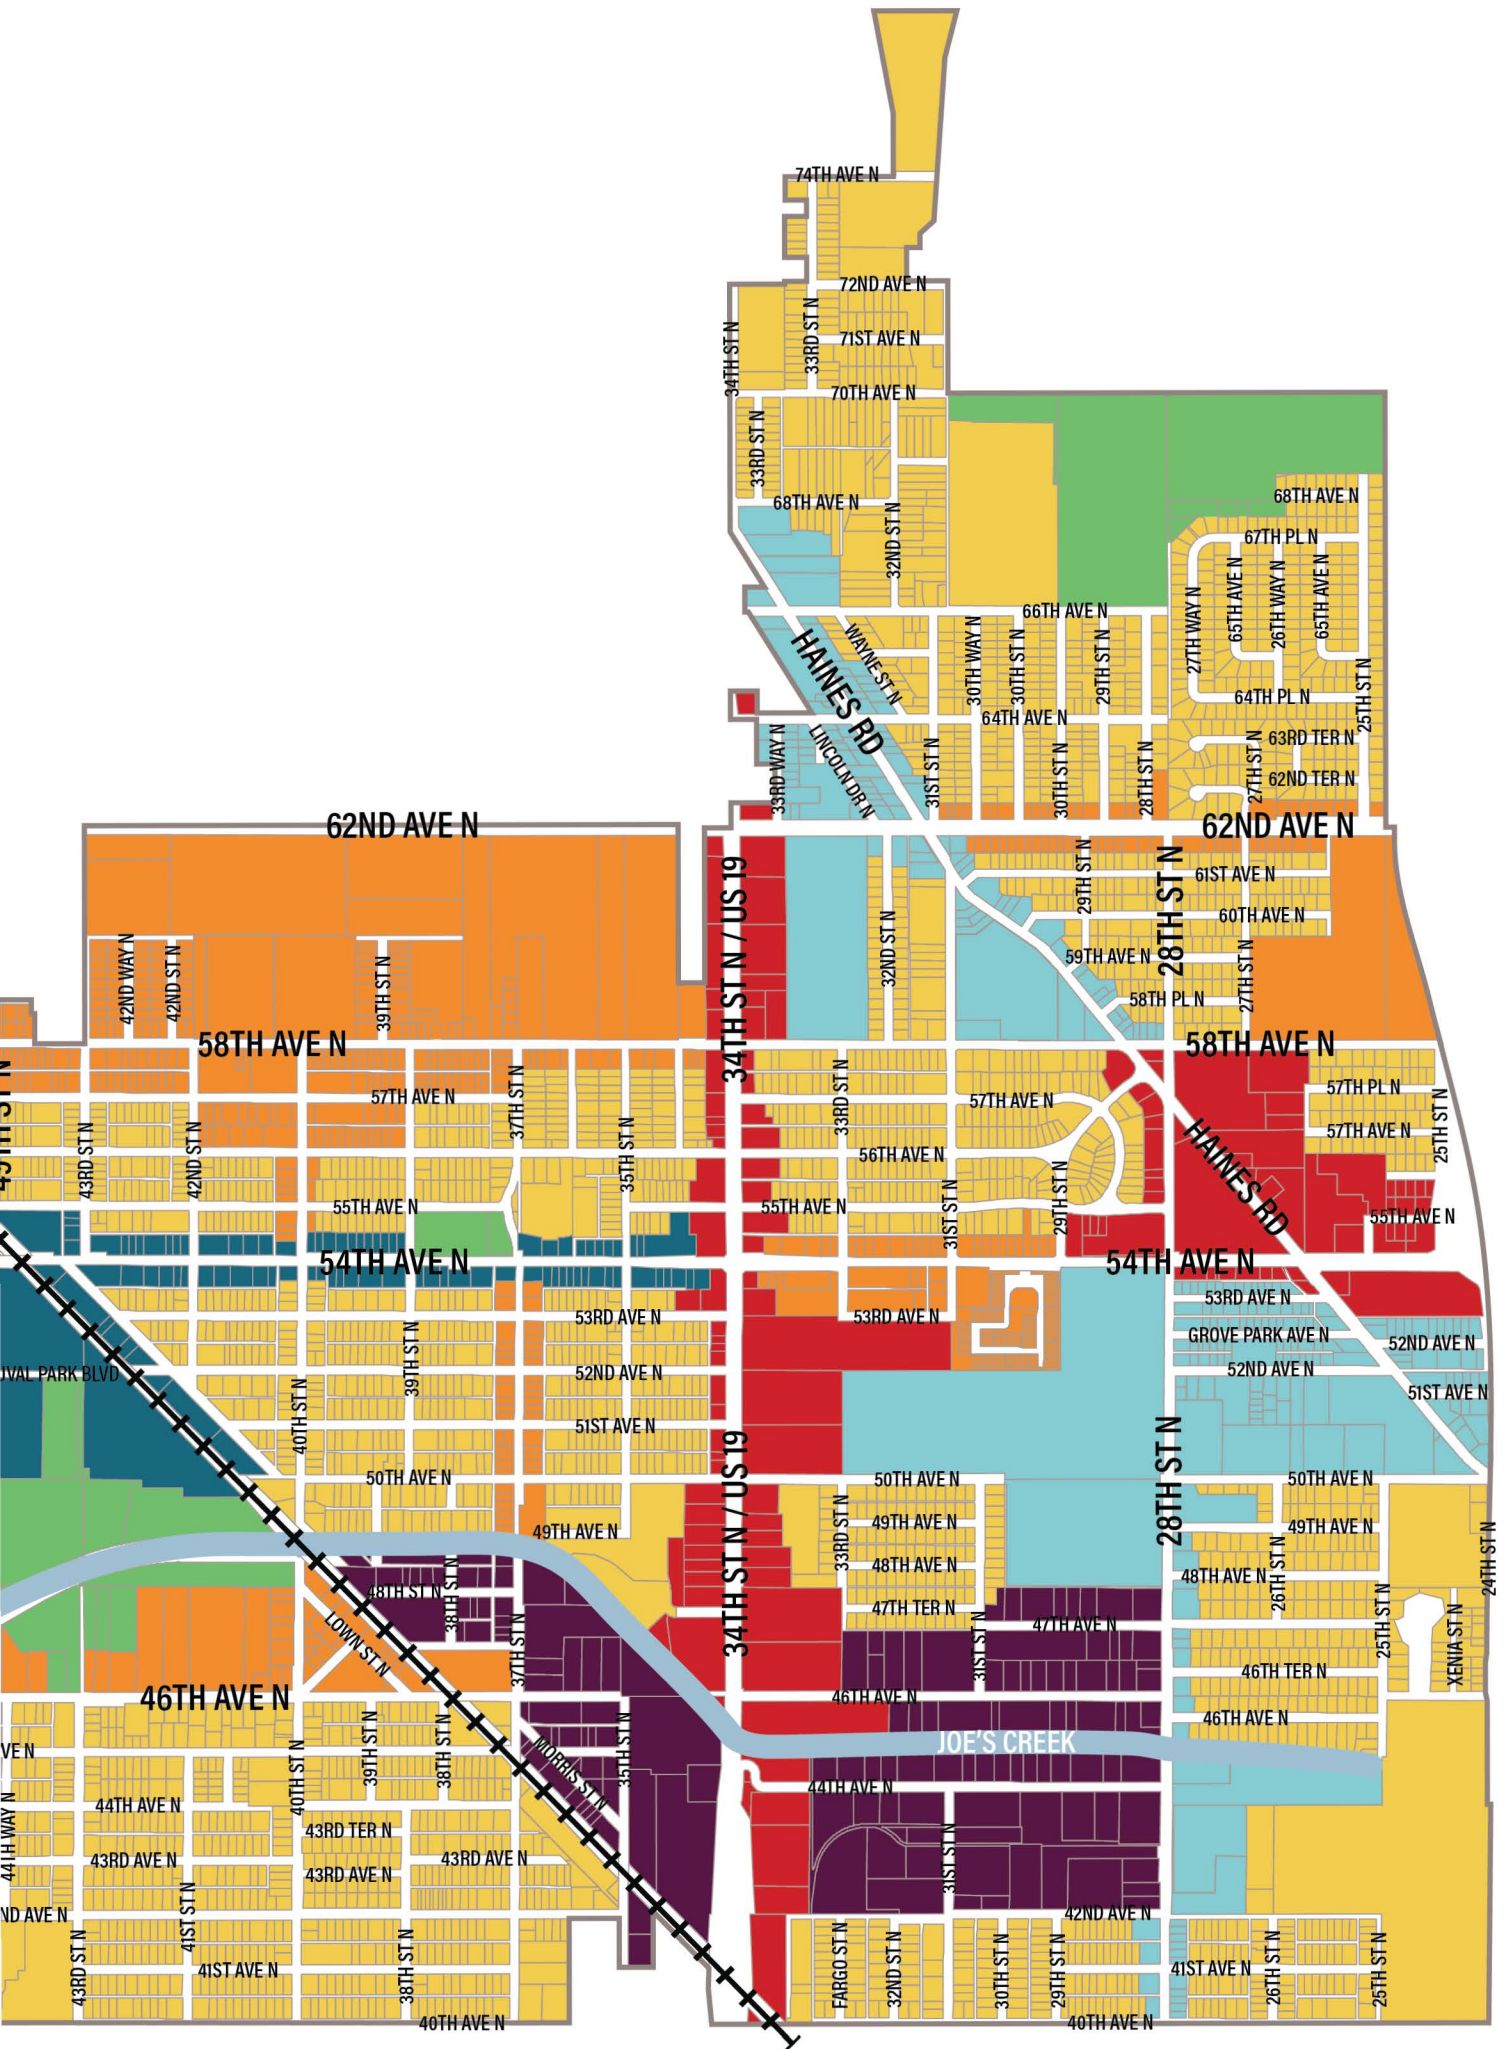 74TH AVE N
72ND AVE N
34TH ST N
33RD ST N
71ST AVE N
70TH AVE N
33RD ST N
68TH AVE N
68TH AVE N
32ND ST N
67TH PL N
27TH WAY N
65TH AVE N
26TH WAY N
65TH AVE N
66TH AVE N
HAINES RD
WAYNE ST N
30TH WAY N
30TH ST N
29TH ST N
25TH ST N
64TH PL N
64TH AVE N
33RD WAY N
LINCOLN DR N
31ST ST N
30TH ST N
28TH ST N
27TH ST N
63RD TER N
62ND TER N
62ND AVE N
62ND AVE N
34TH ST N / US 19
29TH ST N
28TH ST N
61ST AVE N
60TH AVE N
32ND ST N
42ND WAY N
42ND ST N
39TH ST N
59TH AVE N
27TH ST N
58TH PL N
58TH AVE N
58TH AVE N
57TH AVE N
37TH ST N
33RD ST N
57TH AVE N
57TH PL N
25TH ST N
43RD ST N
42ND ST N
35TH ST N
56TH AVE N
HAINES RD
57TH AVE N
55TH AVE N
55TH AVE N
31ST ST N
29TH ST N
55TH AVE N
54TH AVE N
54TH AVE N
53RD AVE N
53RD AVE N
53RD AVE N
GROVE PARK AVE N
52ND AVE N
UVAL PARK BLVD
39TH ST N
52ND AVE N
52ND AVE N
51ST AVE N
40TH ST N
51ST AVE N
34TH ST N / US 19
28TH ST N
50TH AVE N
50TH AVE N
50TH AVE N
49TH AVE N
33RD ST N
49TH AVE N
49TH AVE N
24TH ST N
48TH AVE N
48TH AVE N
26TH ST N
48TH ST N
38TH ST N
47TH TER N
47TH AVE N
25TH ST N
XENIA ST N
LOWN ST N
37TH ST N
31ST ST N
46TH TER N
46TH AVE N
46TH AVE N
46TH AVE N
39TH ST N
38TH ST N
35TH ST N
JOE'S CREEK
VE N
40TH ST N
MORRIS ST N
44TH AVE N
44TH WAY N
44TH AVE N
43RD TER N
43RD AVE N
43RD AVE N
43RD AVE N
31ST ST N
ND AVE N
41ST ST N
42ND AVE N
43RD ST N
41ST AVE N
38TH ST N
FARGO ST N
32ND ST N
30TH ST N
29TH ST N
41ST AVE N
26TH ST N
25TH ST N
40TH AVE N
40TH AVE N